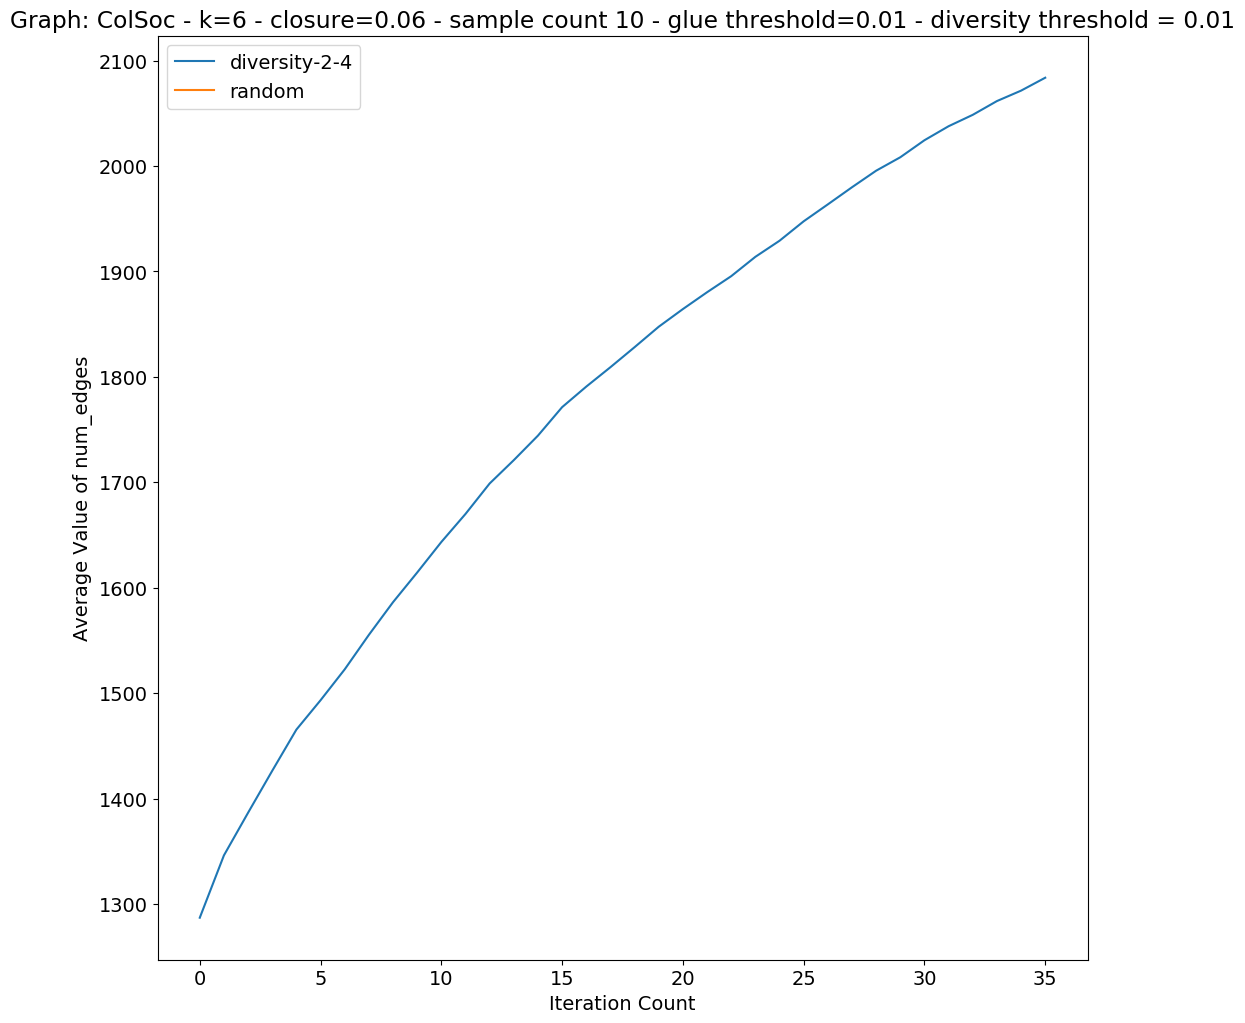 Graph: ColSoc - k=6 - closure=0.06 - sample count 10 - glue threshold=0.01 - diversity threshold = 0.01
diversity-2-4
random
2100
2000
1900
1800
1700
1600
1500
1400
1300
Average Value of num_edges
0 5 10 15 20 25 30 35
Iteration Count